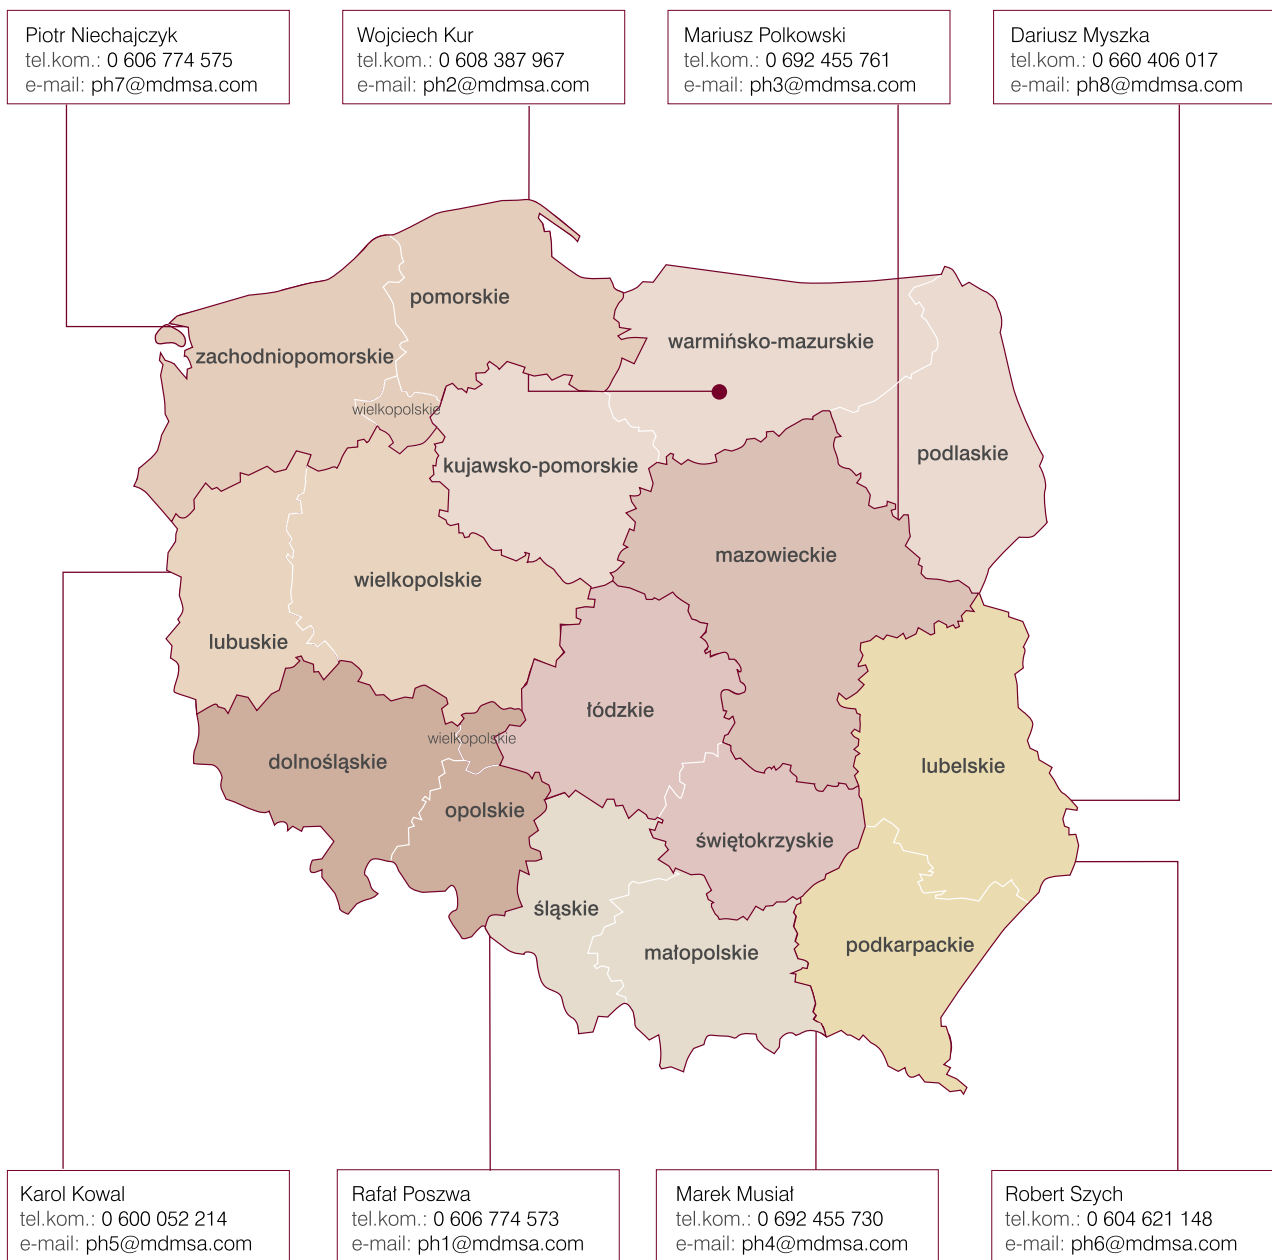 Piotr Niechajczyk
tel.kom.: 0 606 774 575
e-mail: ph7@mdmsa.com
Wojciech Kur
tel.kom.: 0 608 387 967
e-mail: ph2@mdmsa.com
Mariusz Polkowski
tel.kom.: 0 692 455 761
e-mail: ph3@mdmsa.com
Dariusz Myszka
tel.kom.: 0 660 406 017
e-mail: ph8@mdmsa.com
pomorskie
warmińsko-mazurskie
zachodniopomorskie
wielkopolskie
kujawsko-pomorskie
podlaskie
mazowieckie
wielkopolskie
lubuskie
łódzkie
wielkopolskie
dolnośląskie
lubelskie
opolskie
świętokrzyskie
śląskie
małopolskie
podkarpackie
Karol Kowal
tel.kom.: 0 600 052 214
e-mail: ph5@mdmsa.com
Rafał Poszwa
tel.kom.: 0 606 774 573
e-mail: ph1@mdmsa.com
Marek Musiał
tel.kom.: 0 692 455 730
e-mail: ph4@mdmsa.com
Robert Szych
tel.kom.: 0 604 621 148
e-mail: ph6@mdmsa.com